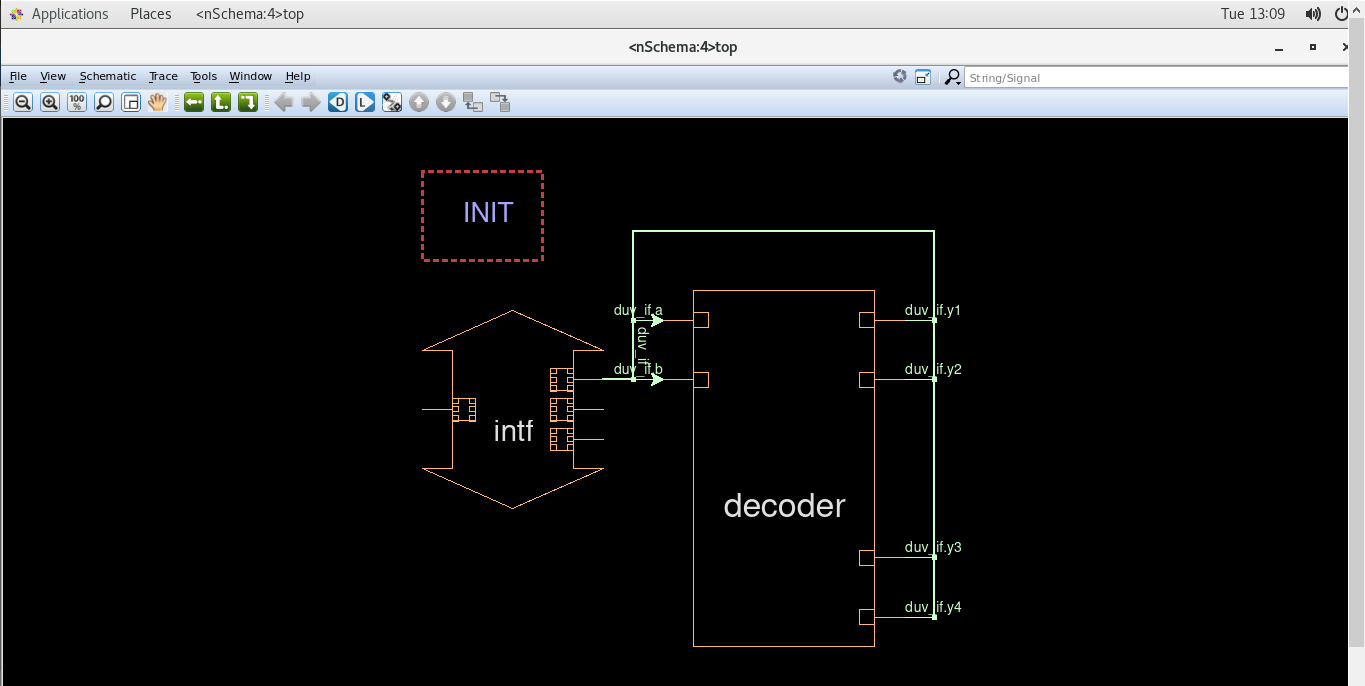 Applications Places <nSchema:4>top Tue 13:09
<nSchema:4>top
File View Schematic Trace Tools Window Help String/Signal
100 %
D L
INIT
duv_if.a
duv_if.y1
duv_if
duv_if.b
duv_if.y2
intf
decoder
duv_if.y3
duv_if.y4